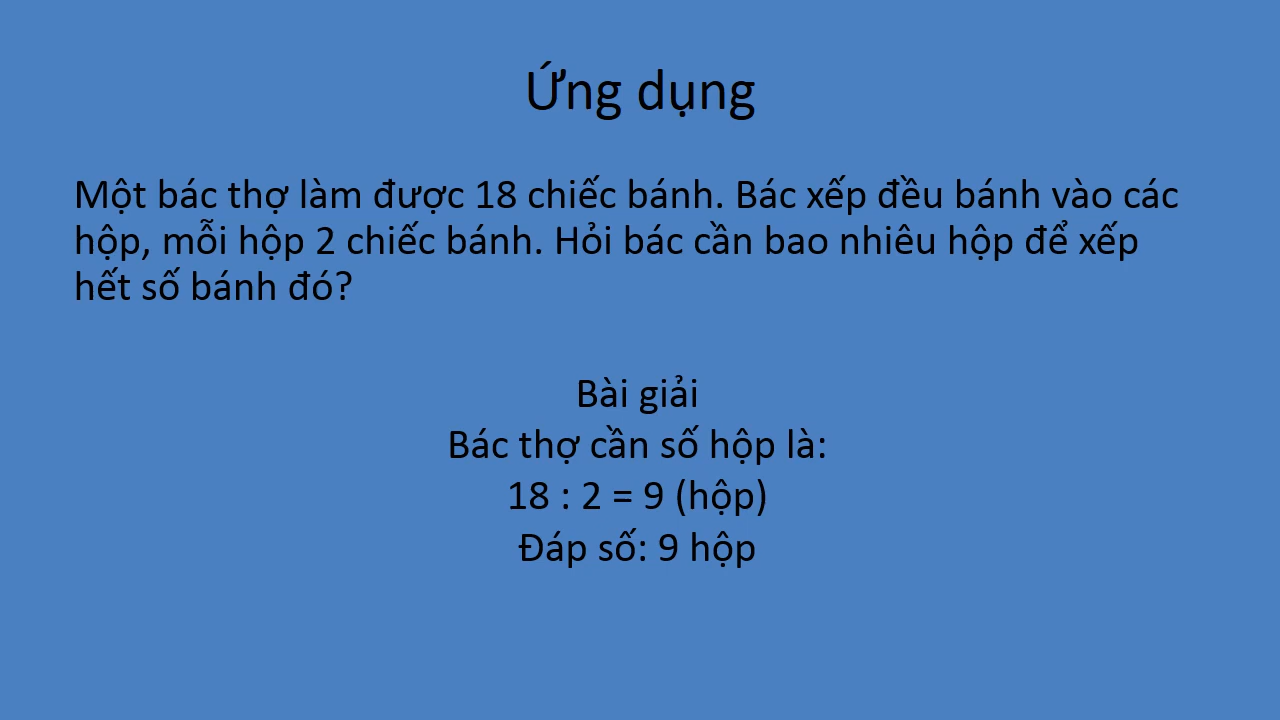 Ứng dụng
Một bác thợ làm được 18 chiếc bánh. Bác xếp đều bánh vào các
hộp, mỗi hộp 2 chiếc bánh. Hỏi bác cần bao nhiêu hộp để xếp
hết số bánh đó?
Bài giải
Bác thợ cần số hộp là:
18 : 2 = 9 (hộp)
Đáp số: 9 hộp